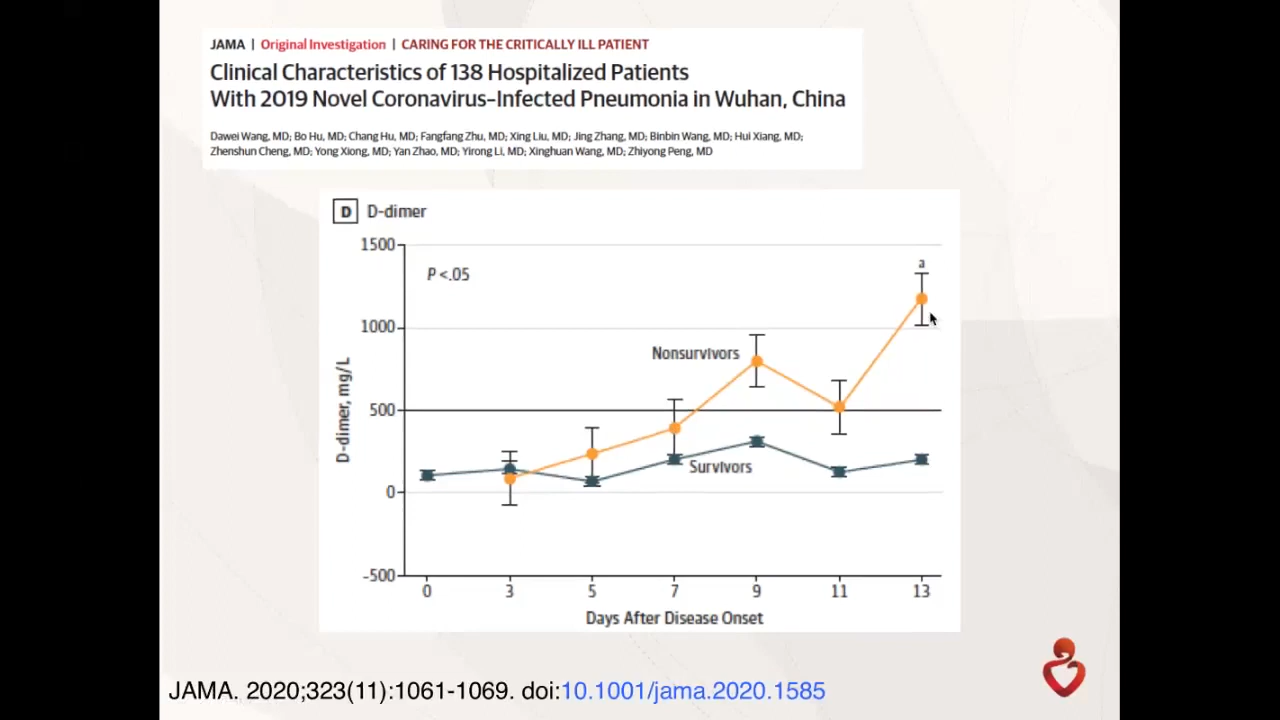 JAMA | Original Investigation | CARING FOR THE CRITICALLY ILL PATIENT
Clinical Characteristics of 138 Hospitalized Patients
With 2019 Novel Coronavirus–Infected Pneumonia in Wuhan, China
Dawei Wang, MD; Bo Hu, MD; Chang Hu, MD; Fangfang Zhu, MD; Xing Liu, MD; Jing Zhang, MD; Binbin Wang, MD; Hui Xiang, MD;
Zhenshun Cheng, MD; Yong Xiong, MD; Yan Zhao, MD; Yirong Li, MD; Xinghuan Wang, MD; Zhiyong Peng, MD
D D-dimer
1500
P <.05
a
1000
Nonsurvivors
D-dimer, mg/L
500
Survivors
0
-500
0 3 5 7 9 11 13
Days After Disease Onset
JAMA. 2020;323(11):1061-1069. doi:10.1001/jama.2020.1585